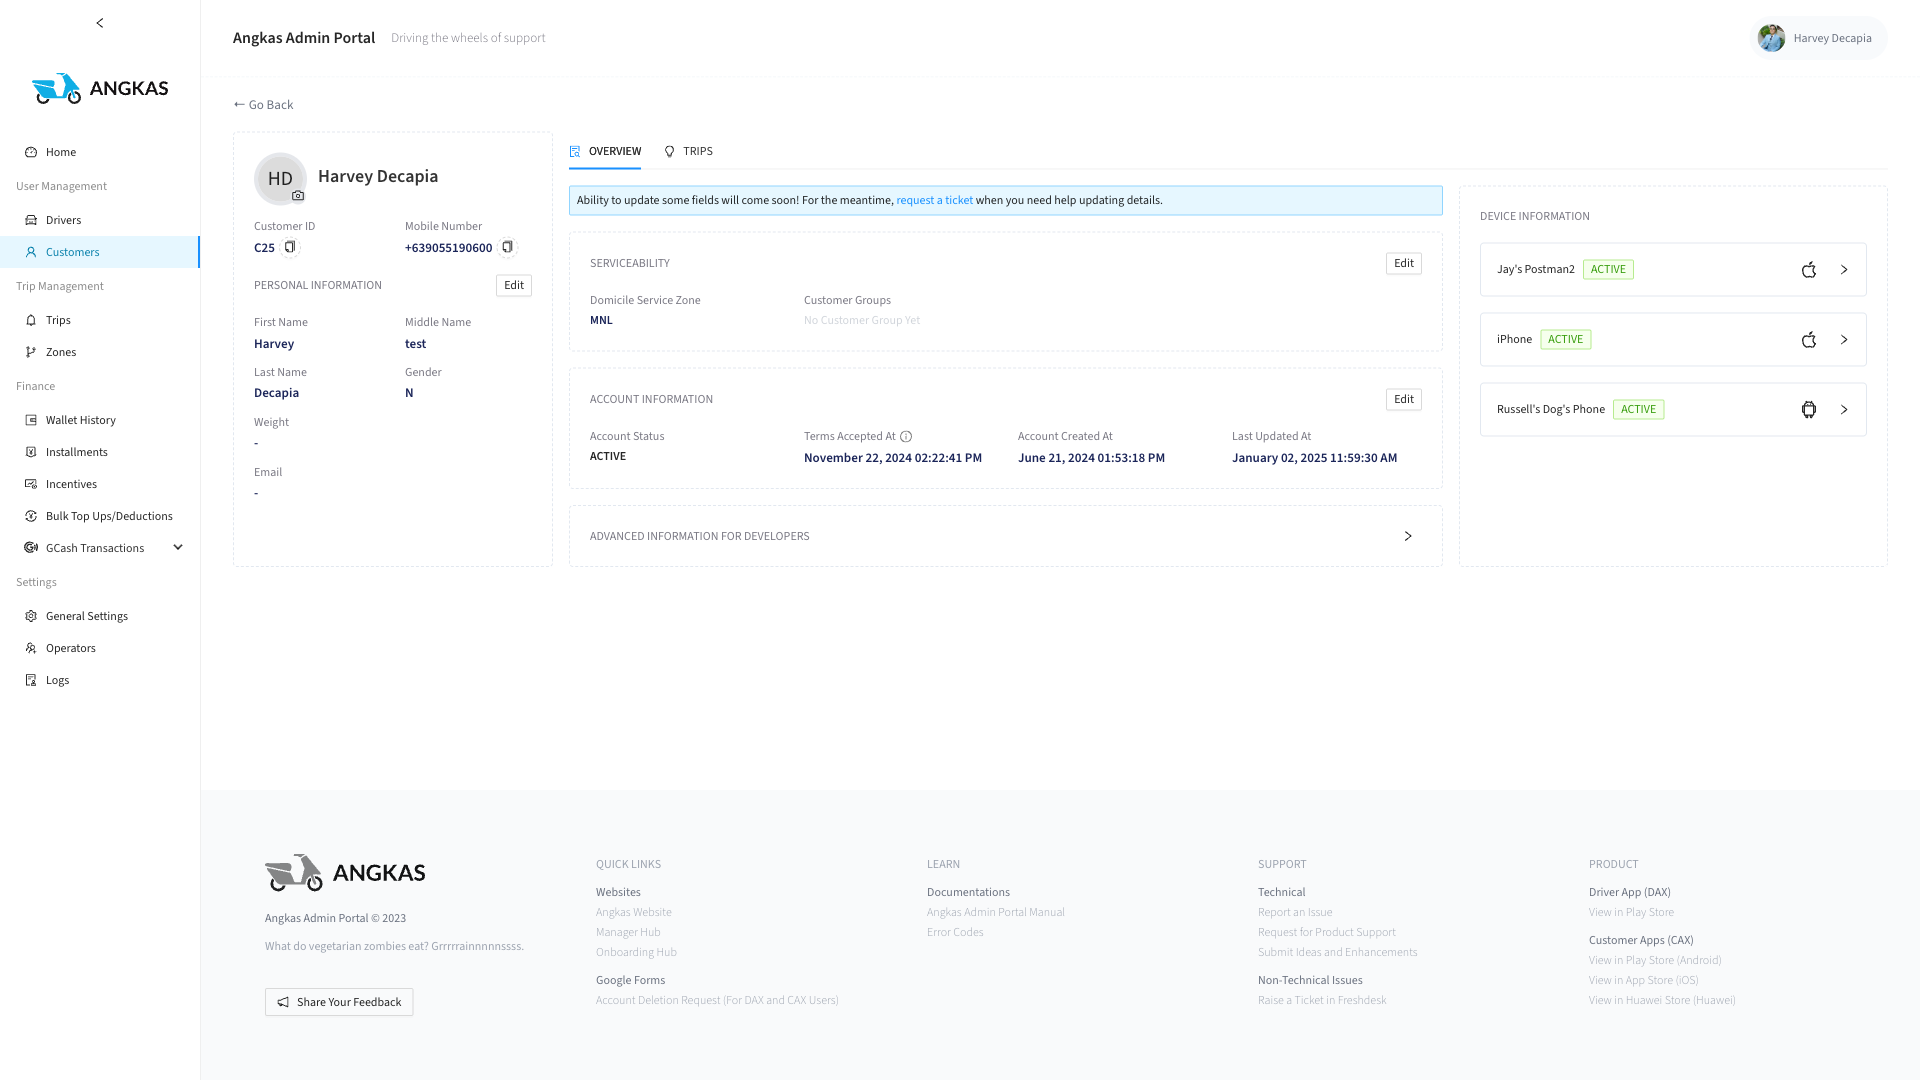 Angkas Admin Portal
Driving the wheels of support
Harvey Decapia
ANGKAS
Home
User Management
Drivers
Customers
Trip Management
Trips
Zones
Finance
Wallet History
Installments
Incentives
Bulk Top Ups/Deductions
GCash Transactions
Settings
General Settings
Operators
Logs
← Go Back
HD
Harvey Decapia
Customer ID
C25
Mobile Number
+639055190600
PERSONAL INFORMATION
Edit
First Name
Harvey
Middle Name
test
Last Name
Decapia
Gender
N
Weight
-
Email
-
OVERVIEW
TRIPS
Ability to update some fields will come soon! For the meantime, request a ticket when you need help updating details.
SERVICEABILITY
Edit
Domicile Service Zone
MNL
Customer Groups
No Customer Group Yet
ACCOUNT INFORMATION
Edit
Account Status
ACTIVE
Terms Accepted At
November 22, 2024 02:22:41 PM
Account Created At
June 21, 2024 01:53:18 PM
Last Updated At
January 02, 2025 11:59:30 AM
ADVANCED INFORMATION FOR DEVELOPERS
DEVICE INFORMATION
Jay's Postman2 ACTIVE
iPhone ACTIVE
Russell's Dog's Phone ACTIVE
ANGKAS
Angkas Admin Portal © 2023
What do vegetarian zombies eat? Grrrrainnnnnssss.
Share Your Feedback
QUICK LINKS
Websites
Angkas Website
Manager Hub
Onboarding Hub
Google Forms
Account Deletion Request (For DAX and CAX Users)
LEARN
Documentations
Angkas Admin Portal Manual
Error Codes
SUPPORT
Technical
Report an Issue
Request for Product Support
Submit Ideas and Enhancements
Non-Technical Issues
Raise a Ticket in Freshdesk
PRODUCT
Driver App (DAX)
View in Play Store
Customer Apps (CAX)
View in Play Store (Android)
View in App Store (iOS)
View in Huawei Store (Huawei)